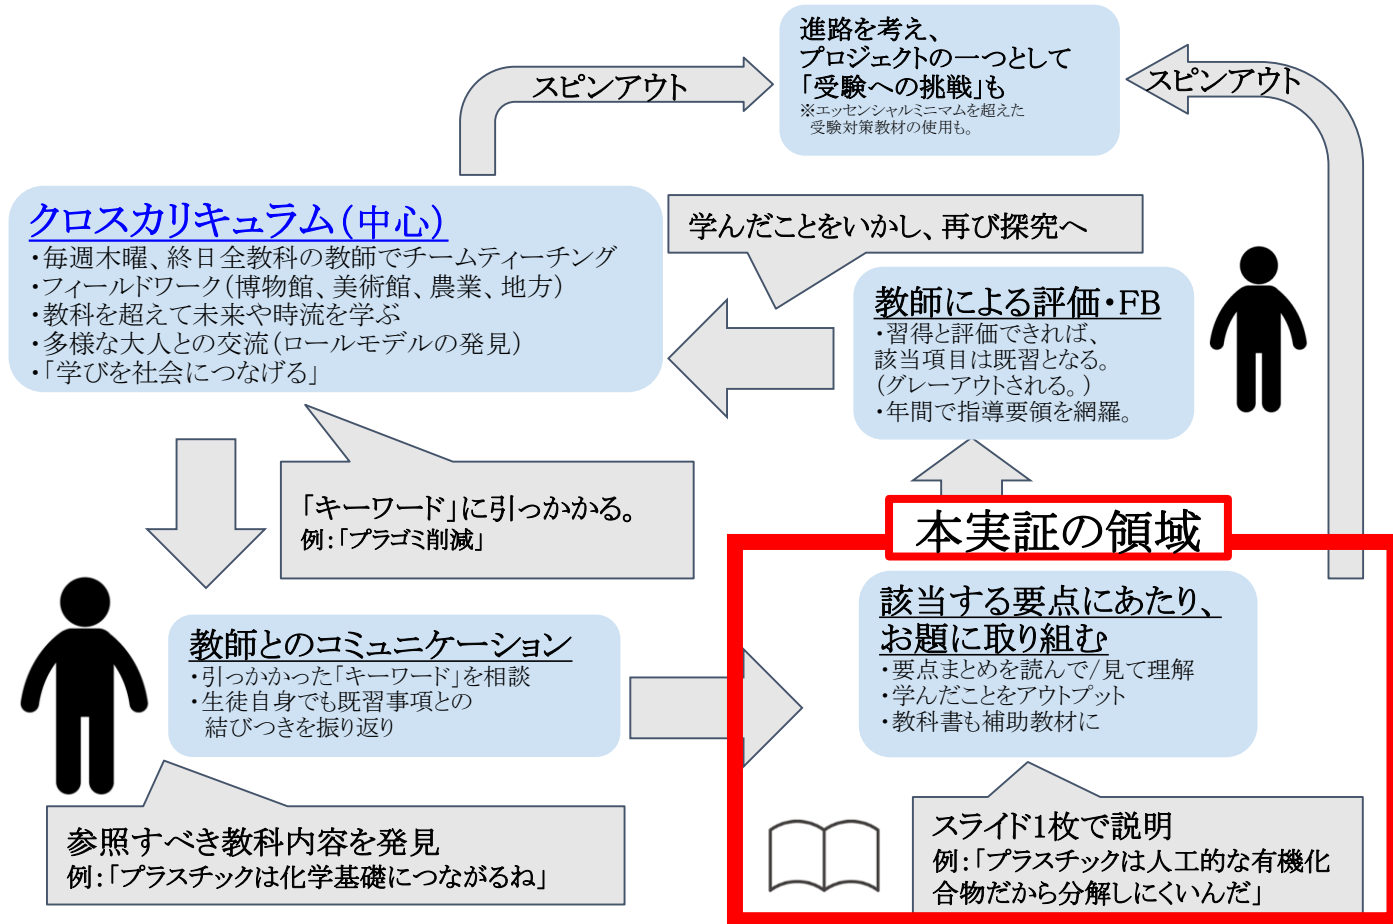 進路を考え、
プロジェクトの一つとして
「受験への挑戦」も
※エッセンシャルミニマムを超えた
受験対策教材の使用も。
スピンアウト
スピンアウト
クロスカリキュラム(中心)
・毎週木曜、終日全教科の教師でチームティーチング
・フィールドワーク(博物館、美術館、農業、地方)
・教科を超えて未来や時流を学ぶ
・多様な大人との交流(ロールモデルの発見)
・「学びを社会につなげる」
学んだことをいかし、再び探究へ
教師による評価・FB
・習得と評価できれば、
該当項目は既習となる。
(グレーアウトされる。)
・年間で指導要領を網羅。
「キーワード」に引っかかる。
例:「プラゴミ削減」
本実証の領域
教師とのコミュニケーション
・引っかかった「キーワード」を相談
・生徒自身でも既習事項との
結びつきを振り返り
該当する要点にあたり、
お題に取り組む
・要点まとめを読んで/見て理解
・学んだことをアウトプット
・教科書も補助教材に
参照すべき教科内容を発見
例:「プラスチックは化学基礎につながるね」
スライド1枚で説明
例:「プラスチックは人工的な有機化
合物だから分解しにくいんだ」